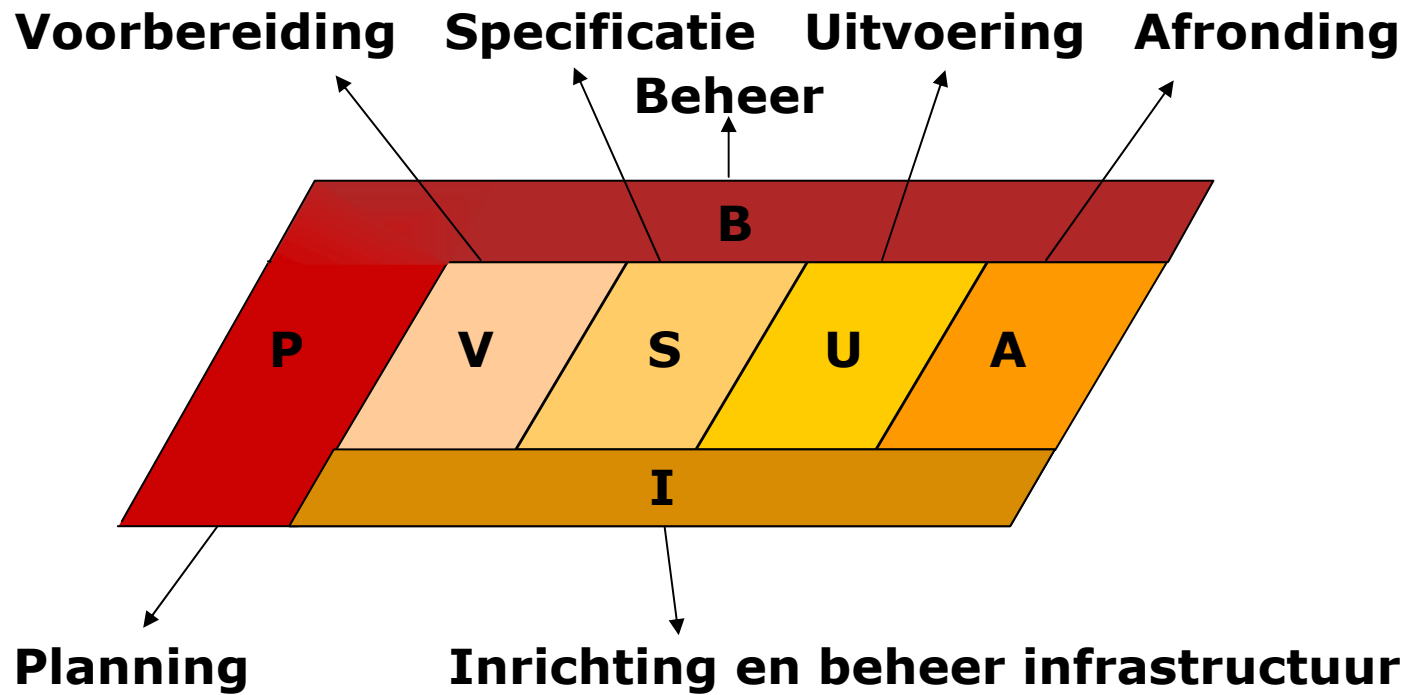 Voorbereiding Specificatie Uitvoering Afronding
Beheer
B
P V S U A
I
Planning Inrichting en beheer infrastructuur